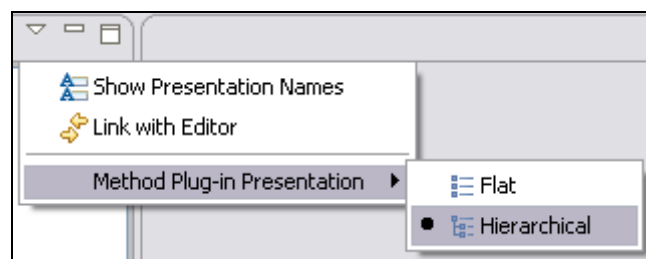 Show Presentation Names
Link with Editor
Method Plug-in Presentation
Flat
Hierarchical